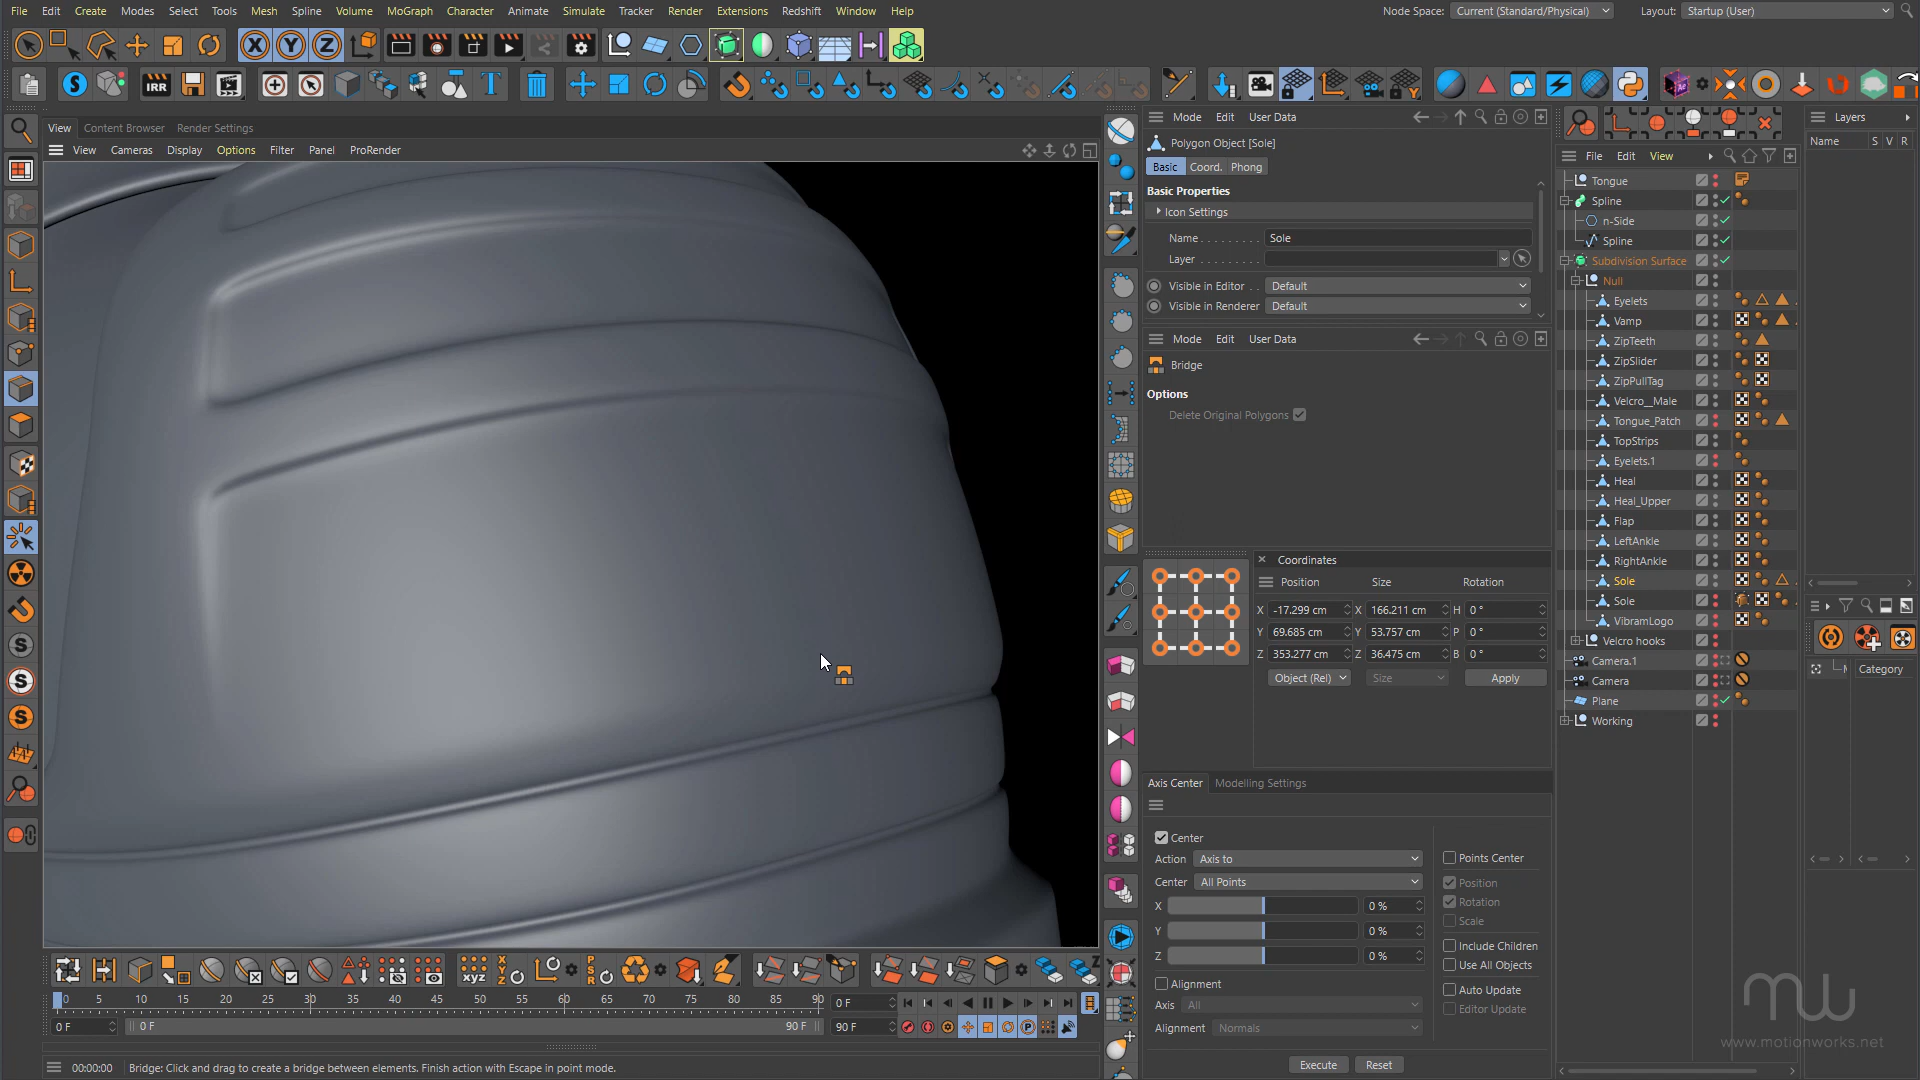 File Edit Create Modes Select Tools Mesh Spline Volume MoGraph Character Animate Simulate Tracker Render Extensions Redshift Window Help
Node Space: Current (Standard/Physical) Layout: Startup (User)
IRR
View Content Browser Render Settings
View Cameras Display Options Filter Panel ProRender
Mode Edit User Data
Polygon Object [Sole]
Basic Coord. Phong
Basic Properties
Icon Settings
Name Sole
Layer
Visible in Editor Default
Visible in Renderer Default
Mode Edit User Data
Bridge
Options
Delete Original Polygons
Coordinates
Position Size Rotation
X -17.299 cm X 166.211 cm H 0 °
Y 69.685 cm Y 53.757 cm P 0 °
Z 353.277 cm Z 36.475 cm B 0 °
Object (Rel) Size Apply
Axis Center Modelling Settings
Center
Action Axis to
Center All Points
X 0 %
Y 0 %
Z 0 %
Alignment
Axis All
Alignment Normals
Points Center
Position
Rotation
Scale
Include Children
Use All Objects
Auto Update
Editor Update
Execute Reset
File Edit View
Tongue
Spline
n-Side
Spline
Subdivision Surface
Null
Eyelets
Vamp
ZipTeeth
ZipSlider
ZipPullTag
Velcro__Male
Tongue_Patch
TopStrips
Eyelets.1
Heal
Heal_Upper
Flap
LeftAnkle
RightAnkle
Sole
Sole
VibramLogo
Velcro hooks
Camera.1
Camera
Plane
Working
Layers
Name S V R
Category
0 5 10 15 20 25 30 35 40 45 50 55 60 65 70 75 80 85 90 0 F
0 F 0 F 90 F 90 F
00:00:00 Bridge: Click and drag to create a bridge between elements. Finish action with Escape in point mode.
mw
www.motionworks.net